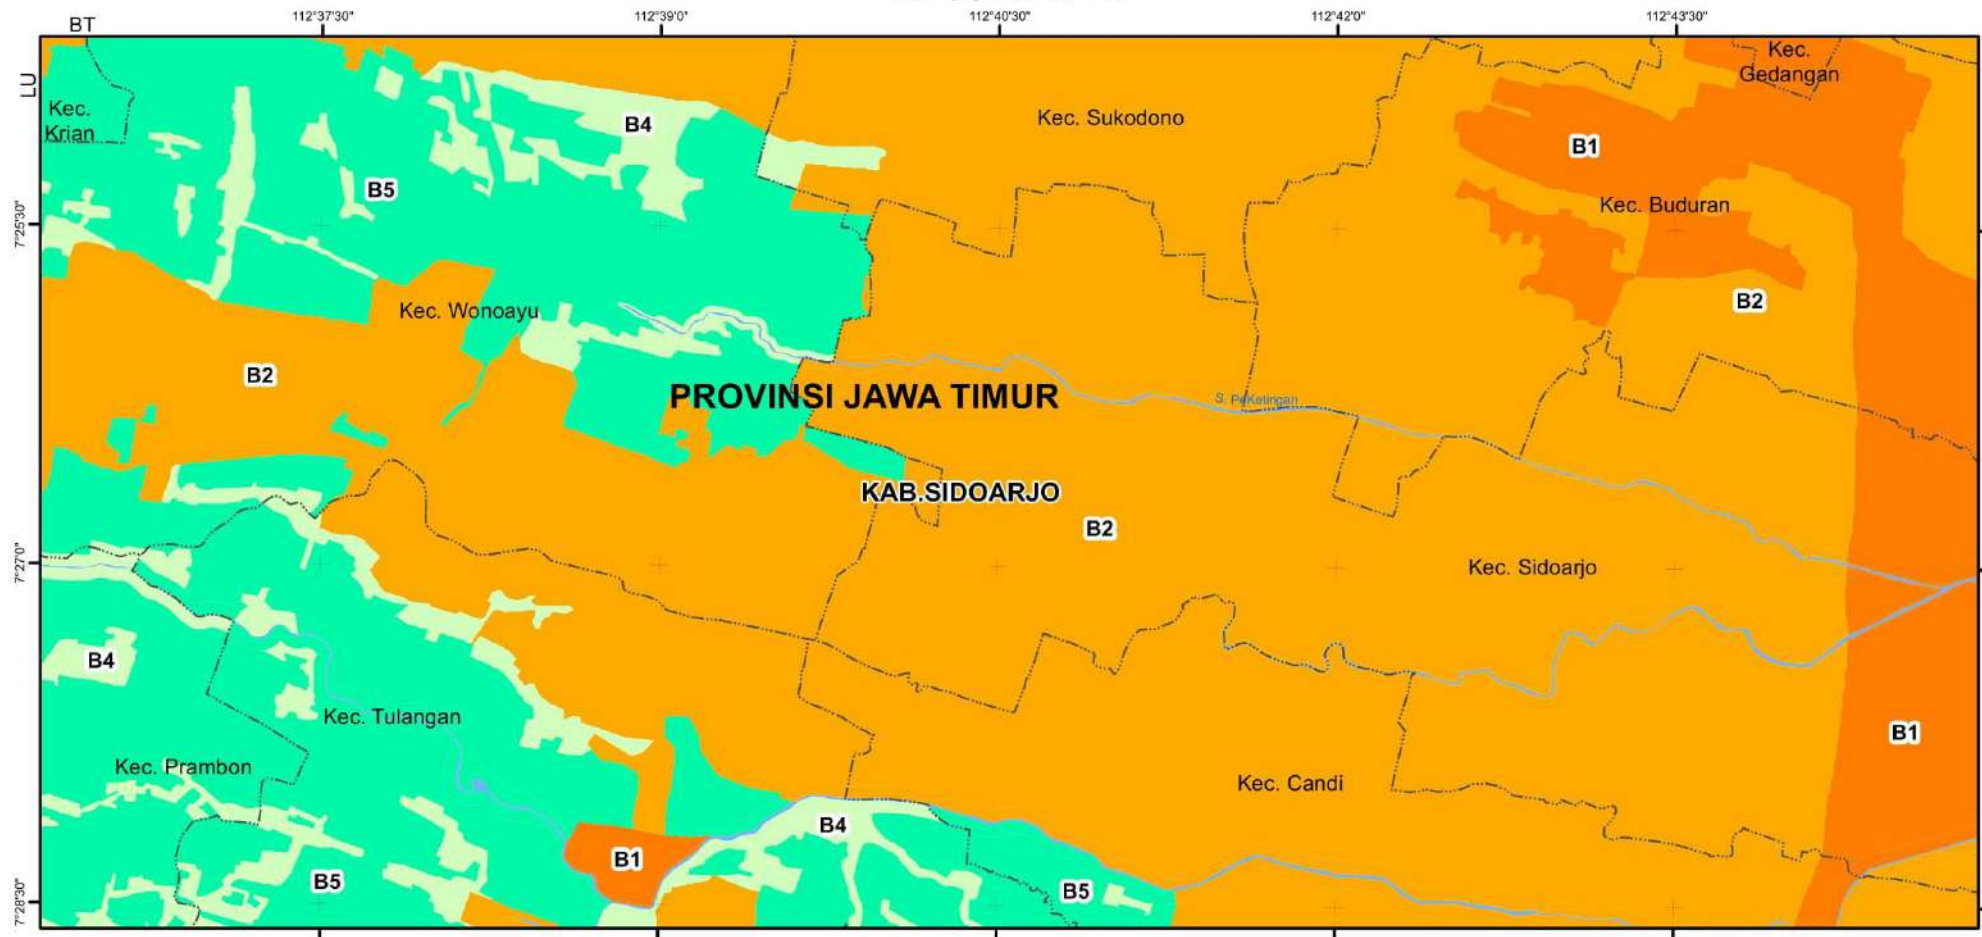 BT
112°37'30"
112°39'0"
112°40'30"
112°42'0"
112°43'30"
LU
Kec.
Gedangan
Kec.
Krian
B4
Kec. Sukodono
B1
B5
Kec. Buduran
7°25'30"
Kec. Wonoayu
B2
B2
PROVINSI JAWA TIMUR
S. PeKetingan
KAB.SIDOARJO
B2
7°27'0"
Kec. Sidoarjo
B4
Kec. Tulangan
B1
Kec. Prambon
Kec. Candi
B4
B1
B5
B5
7°28'30"